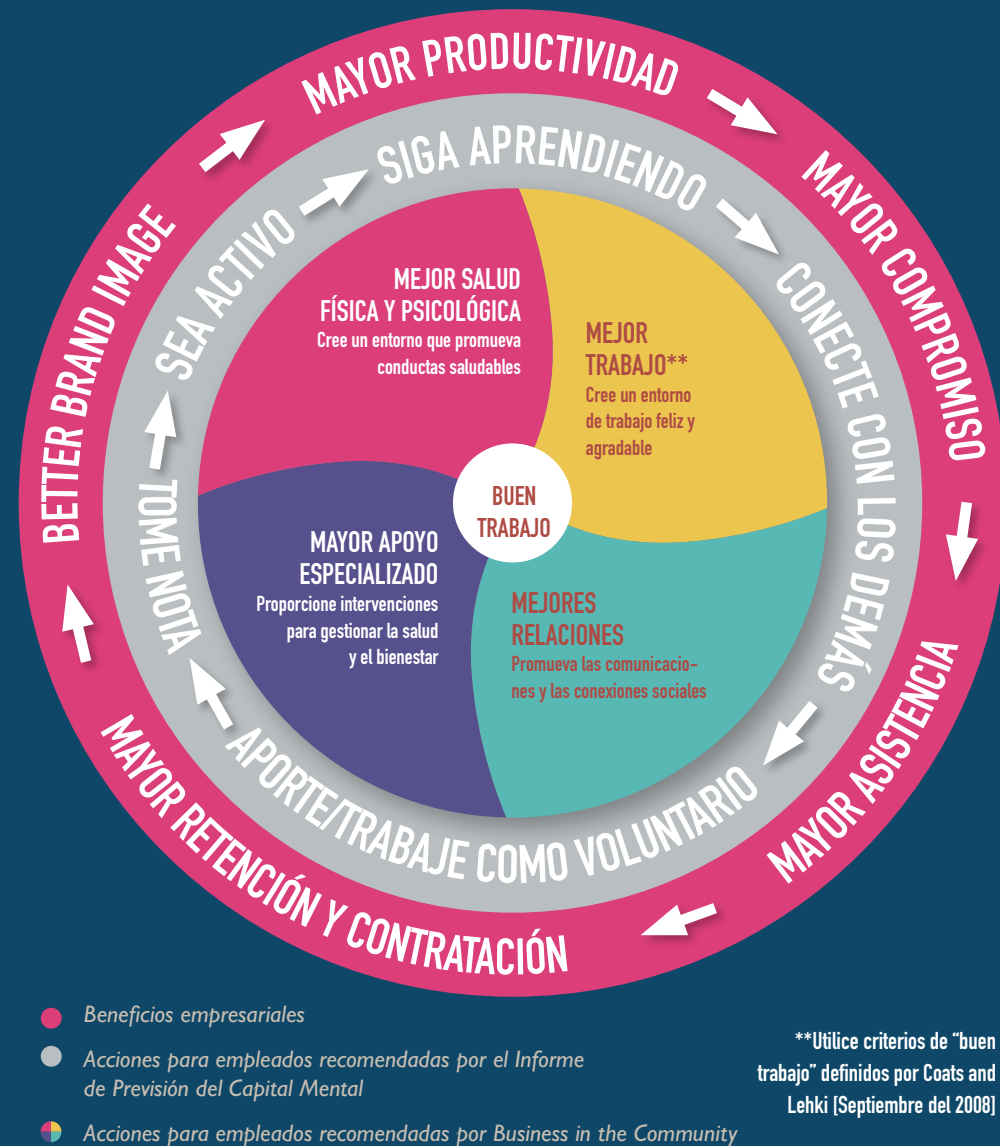 MAYOR PRODUCTIVIDAD
MAYOR COMPROMISO
MAYOR ASISTENCIA
MAYOR RETENCIÓN Y CONTRATACIÓN
BETTER BRAND IMAGE
SIGA APRENDIENDO
CONECTE CON LOS DEMÁS
APORTE/TRABAJE COMO VOLUNTARIO
TOME NOTA
SEA ACTIVO
MEJOR SALUD
FÍSICA Y PSICOLÓGICA
Cree un entorno que promueva
conductas saludables
MEJOR
TRABAJO**
Cree un entorno
de trabajo feliz y
agradable
BUEN
TRABAJO
MAYOR APOYO
ESPECIALIZADO
Proporcione intervenciones
para gestionar la salud
y el bienestar
MEJORES
RELACIONES
Promueva las comunicacio-
nes y las conexiones sociales
Beneficios empresariales
Acciones para empleados recomendadas por el Informe
de Previsión del Capital Mental
Acciones para empleados recomendadas por Business in the Community
**Utilice criterios de “buen
trabajo” definidos por Coats and
Lehki [Septiembre del 2008]